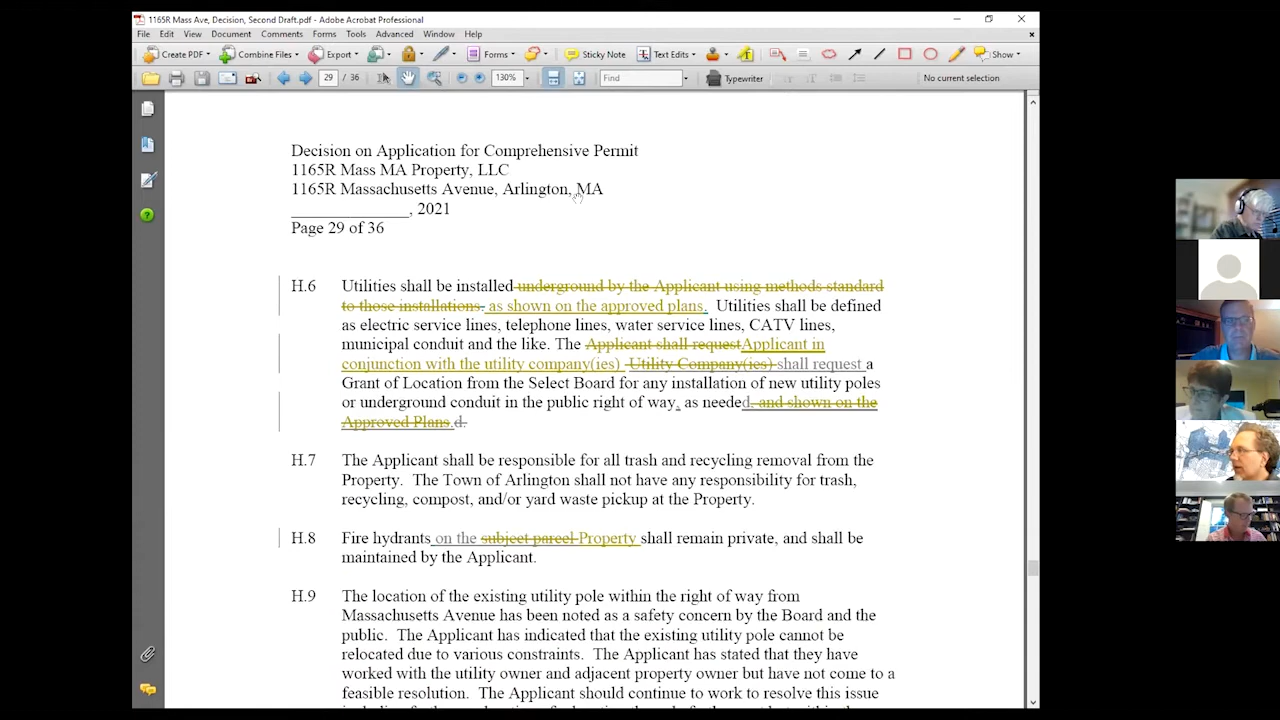 1165R Mass Ave, Decision, Second Draft.pdf - Adobe Acrobat Professional
File Edit View Document Comments Forms Tools Advanced Window Help
Create PDF Combine Files Export Forms Sticky Note Text Edits Show
29 / 36 130% Find Typewriter No current selection
Decision on Application for Comprehensive Permit
1165R Mass MA Property, LLC
1165R Massachusetts Avenue, Arlington, MA
____________, 2021
Page 29 of 36
H.6 Utilities shall be installed underground by the Applicant using methods standard
to those installations. as shown on the approved plans. Utilities shall be defined
as electric service lines, telephone lines, water service lines, CATV lines,
municipal conduit and the like. The Applicant shall requestApplicant in
conjunction with the utility company(ies) Utility Company(ies) shall request a
Grant of Location from the Select Board for any installation of new utility poles
or underground conduit in the public right of way, as needed, and shown on the
Approved Plans.d.
H.7 The Applicant shall be responsible for all trash and recycling removal from the
Property. The Town of Arlington shall not have any responsibility for trash,
recycling, compost, and/or yard waste pickup at the Property.
H.8 Fire hydrants on the subject parcel Property shall remain private, and shall be
maintained by the Applicant.
H.9 The location of the existing utility pole within the right of way from
Massachusetts Avenue has been noted as a safety concern by the Board and the
public. The Applicant has indicated that the existing utility pole cannot be
relocated due to various constraints. The Applicant has stated that they have
worked with the utility owner and adjacent property owner but have not come to a
feasible resolution. The Applicant should continue to work to resolve this issue